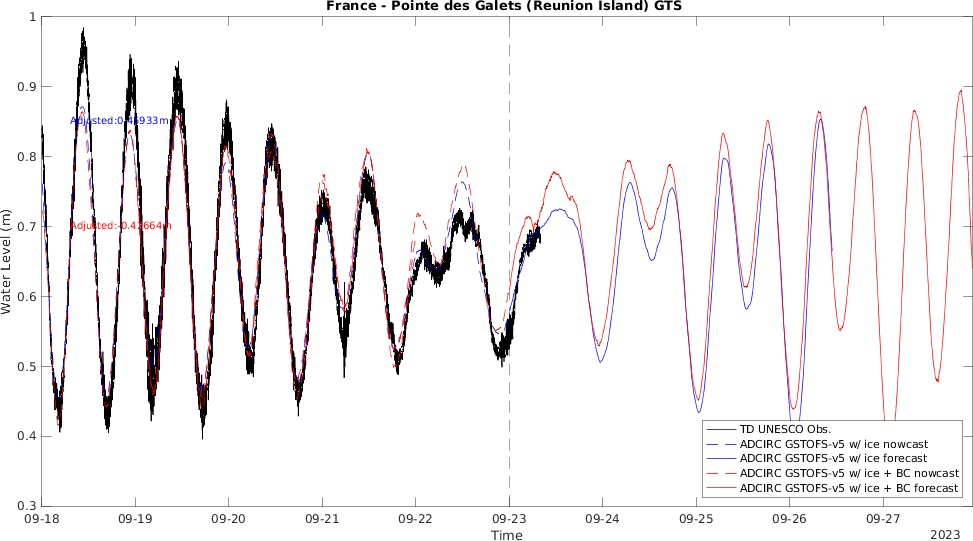 France - Pointe des Galets (Reunion Island) GTS
1
0.9
0.8
0.7
0.6
0.5
0.4
0.3
Water Level (m)
Adjusted:-0.42664m
09-18
09-19
09-20
09-21
09-22
09-23
09-24
09-25
09-26
09-27
Time
2023
TD UNESCO Obs.
ADCIRC GSTOFS-v5 w/ ice nowcast
ADCIRC GSTOFS-v5 w/ ice forecast
ADCIRC GSTOFS-v5 w/ ice + BC nowcast
ADCIRC GSTOFS-v5 w/ ice + BC forecast